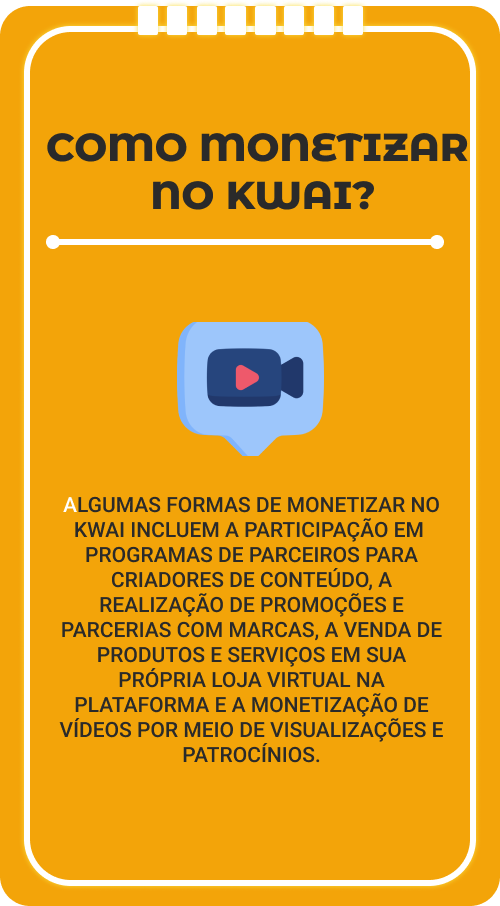 COMO MONETIZAR
NO KWAI?
ALGUMAS FORMAS DE MONETIZAR NO
KWAI INCLUEM A PARTICIPAÇÃO EM
PROGRAMAS DE PARCEIROS PARA
CRIADORES DE CONTEÚDO, A
REALIZAÇÃO DE PROMOÇÕES E
PARCERIAS COM MARCAS, A VENDA DE
PRODUTOS E SERVIÇOS EM SUA
PRÓPRIA LOJA VIRTUAL NA
PLATAFORMA E A MONETIZAÇÃO DE
VÍDEOS POR MEIO DE VISUALIZAÇÕES E
PATROCÍNIOS.